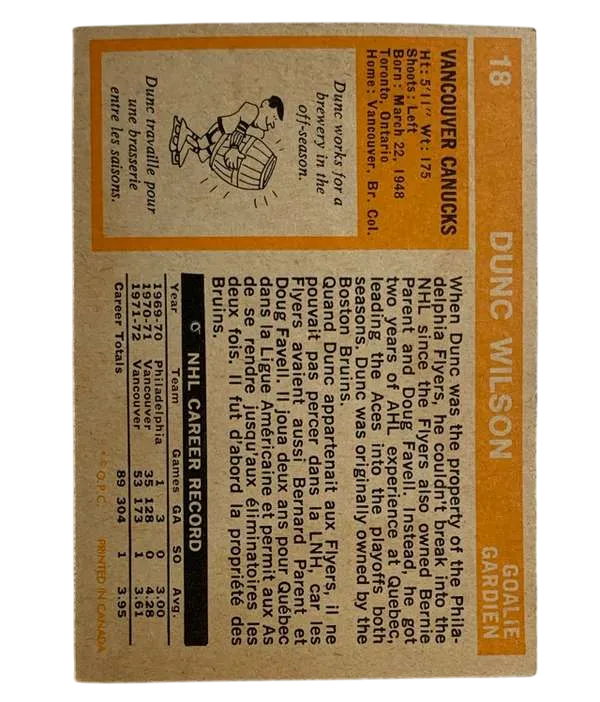 18
DUNC WILSON
GOALIE
GARDIEN
VANCOUVER CANUCKS
Ht: 5'11" Wt: 175
Shoots: Left
Born: March 22, 1948
Toronto, Ontario
Home: Vancouver, Br. Col.
Dunc works for a
brewery in the
off-season.
Dunc travaille pour
une brasserie
entre les saisons.
When Dunc was the property of the Phila-
delphia Flyers, he couldn't break into the
NHL since the Flyers also owned Bernie
Parent and Doug Favell. Instead, he got
two years of AHL experience at Quebec,
leading the Aces into the playoffs both
seasons. Dunc was originally owned by the
Boston Bruins.
Quand Dunc appartenait aux Flyers, il ne
pouvait pas percer dans la LNH, car les
Flyers avaient aussi Bernard Parent et
Doug Favell. Il joua deux ans pour Québec
dans la Ligue Américaine et permit aux As
de se rendre jusqu'aux éliminatoires les
deux fois. Il fut d'abord la propriété des
Bruins.
NHL CAREER RECORD
Year Team Games GA SO Avg.
1969-70 Philadelphia 1 3 0 3.00
1970-71 Vancouver 35 128 0 4.28
1971-72 Vancouver 53 173 1 3.61
Career Totals 89 304 1 3.95
* © O.P.C. PRINTED IN CANADA